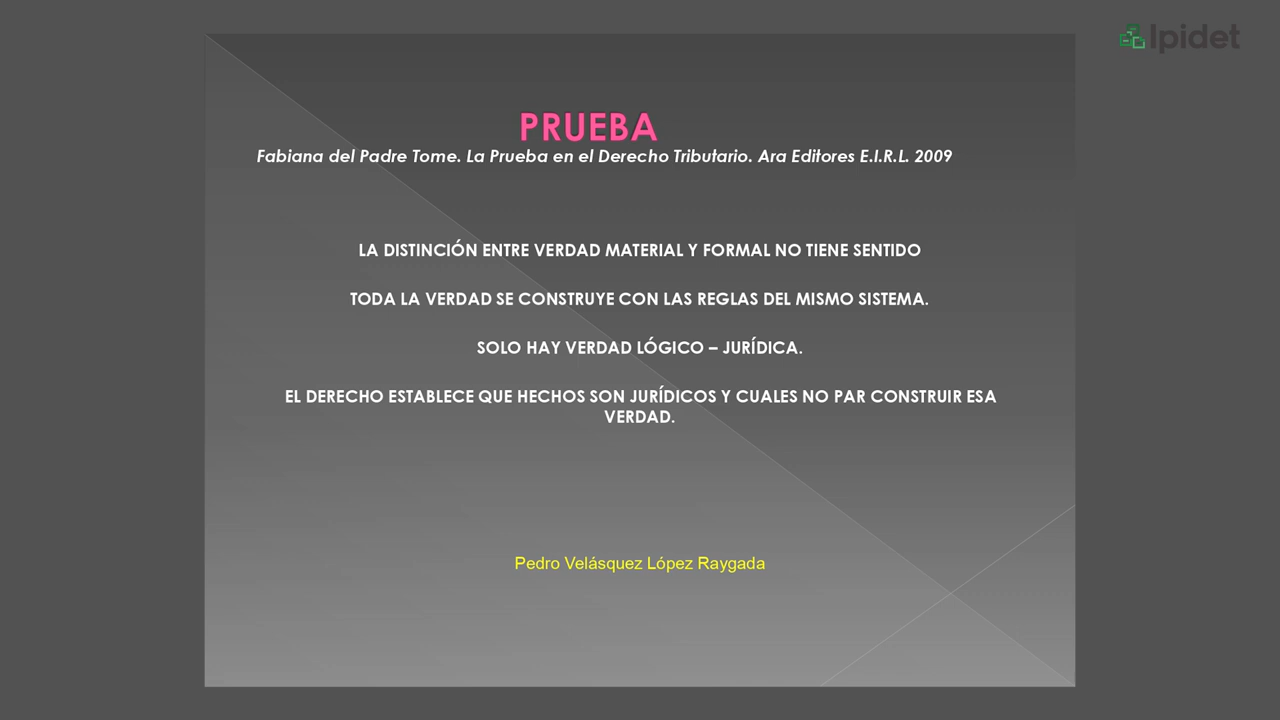 Ipidet
PRUEBA
Fabiana del Padre Tome. La Prueba en el Derecho Tributario. Ara Editores E.I.R.L. 2009
LA DISTINCIÓN ENTRE VERDAD MATERIAL Y FORMAL NO TIENE SENTIDO
TODA LA VERDAD SE CONSTRUYE CON LAS REGLAS DEL MISMO SISTEMA.
SOLO HAY VERDAD LÓGICO – JURÍDICA.
EL DERECHO ESTABLECE QUE HECHOS SON JURÍDICOS Y CUALES NO PAR CONSTRUIR ESA
VERDAD.
Pedro Velásquez López Raygada